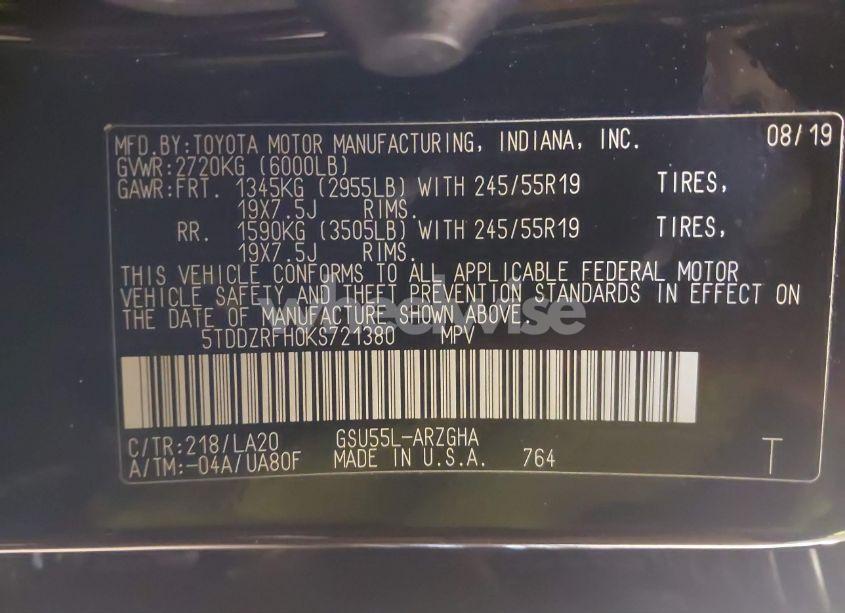 MFD.BY:TOYOTA MOTOR MANUFACTURING, INDIANA, INC. 08/19
GVWR:2720KG (6000LB)
GAWR:FRT. 1345KG (2955LB) WITH 245/55R19 TIRES,
19X7.5J RIMS.
RR. 1590KG (3505LB) WITH 245/55R19 TIRES,
19X7.5J RIMS.
THIS VEHICLE CONFORMS TO ALL APPLICABLE FEDERAL MOTOR
VEHICLE SAFETY AND THEFT PREVENTION STANDARDS IN EFFECT ON
THE DATE OF MANUFACTURE SHOWN ABOVE.
wheelwise
5TDDZRFH0KS721380 MPV
C/TR:218/LA20 GSU55L-ARZGHA
A/TM:-04A/UA80F MADE IN U.S.A. 764 T